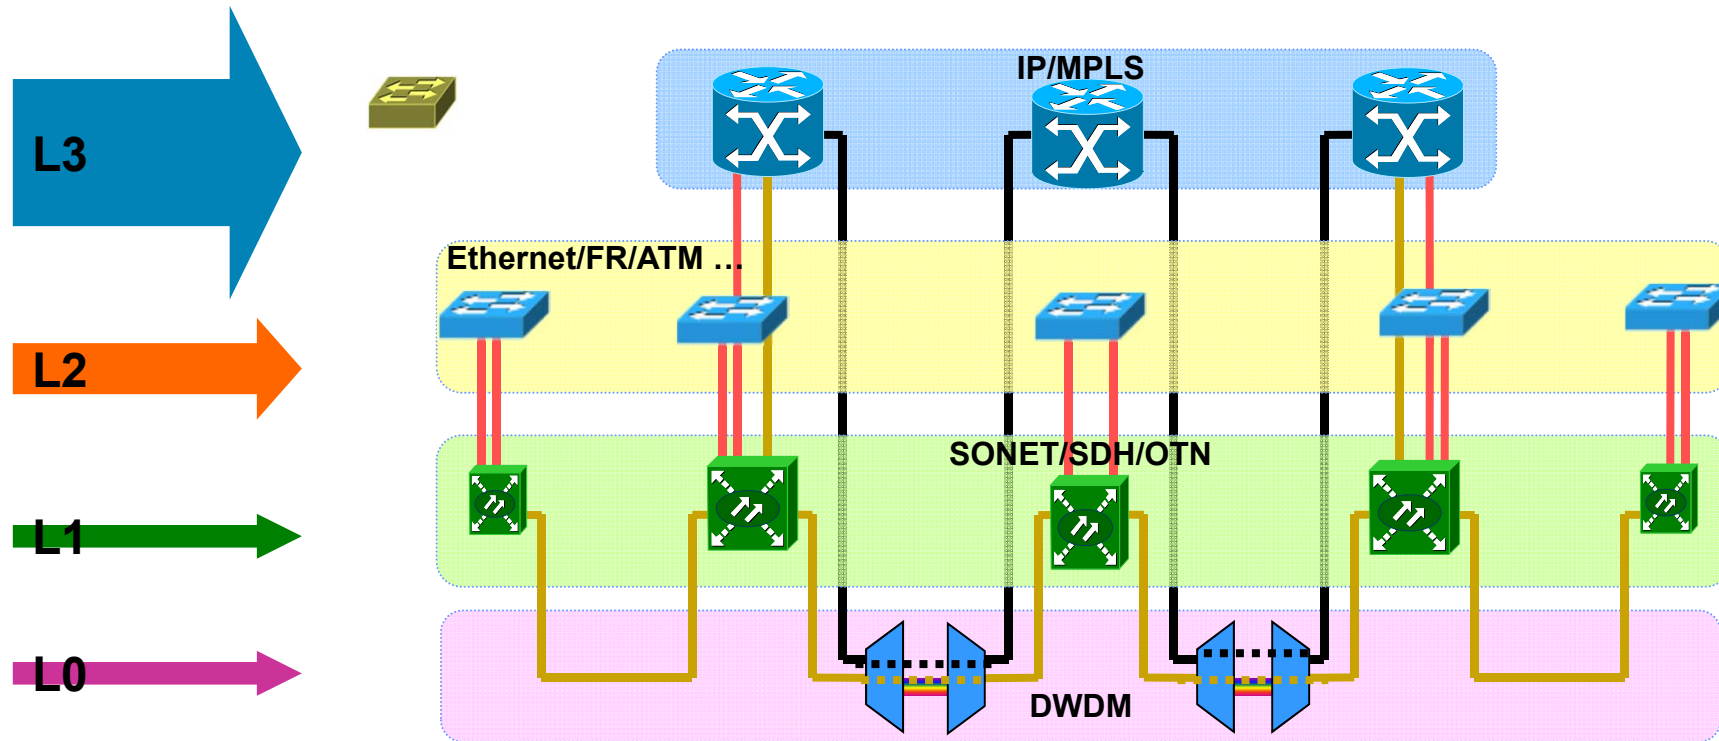 L3
IP/MPLS
Ethernet/FR/ATM ...
L2
SONET/SDH/OTN
L1
L0
DWDM